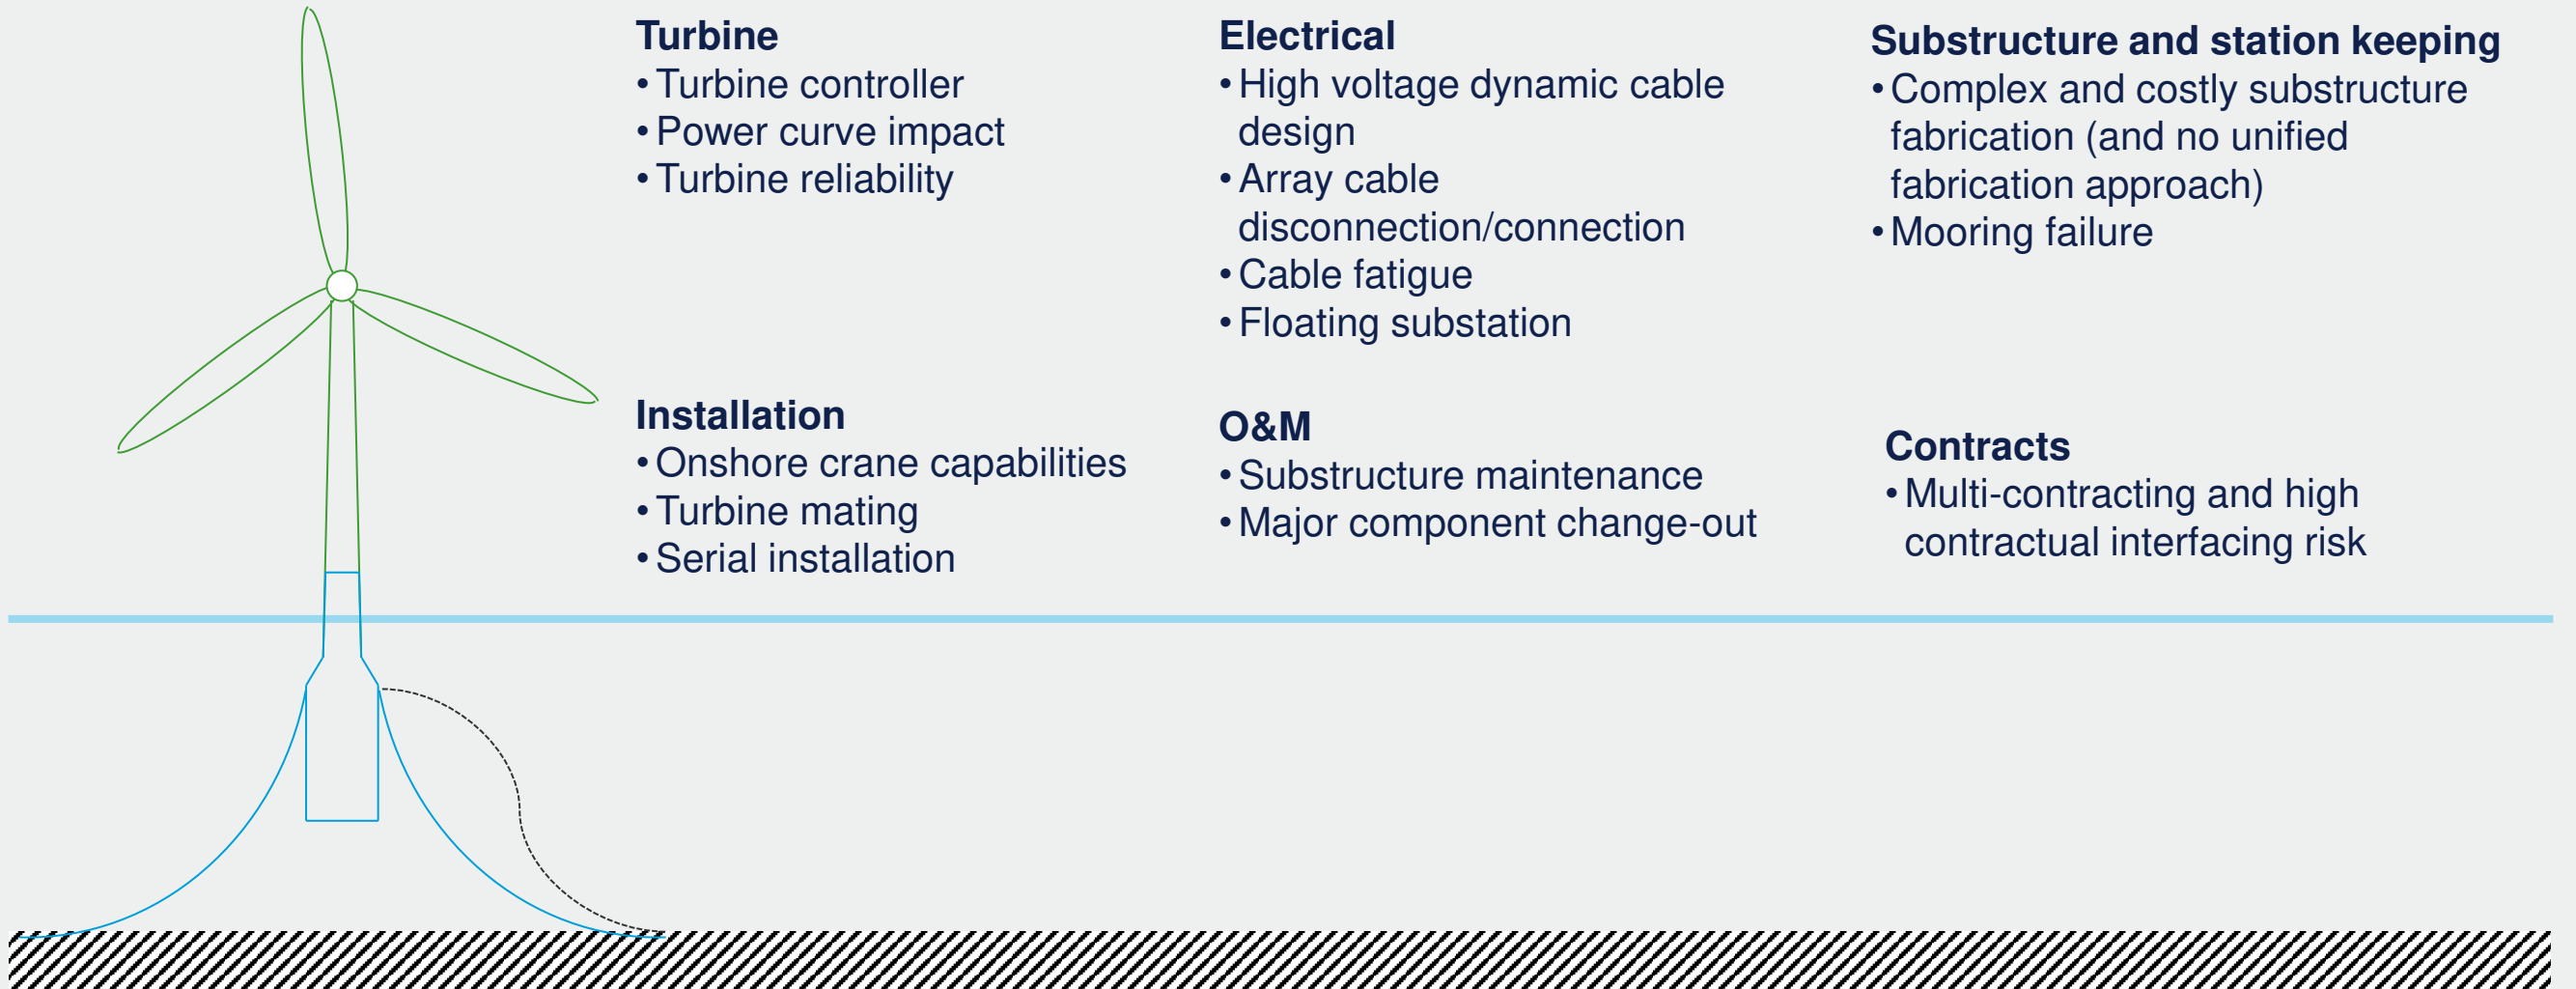 Turbine
• Turbine controller
• Power curve impact
• Turbine reliability
Electrical
• High voltage dynamic cable
design
• Array cable
disconnection/connection
• Cable fatigue
• Floating substation
Substructure and station keeping
• Complex and costly substructure
fabrication (and no unified
fabrication approach)
• Mooring failure
Installation
• Onshore crane capabilities
• Turbine mating
• Serial installation
O&M
• Substructure maintenance
• Major component change-out
Contracts
• Multi-contracting and high
contractual interfacing risk